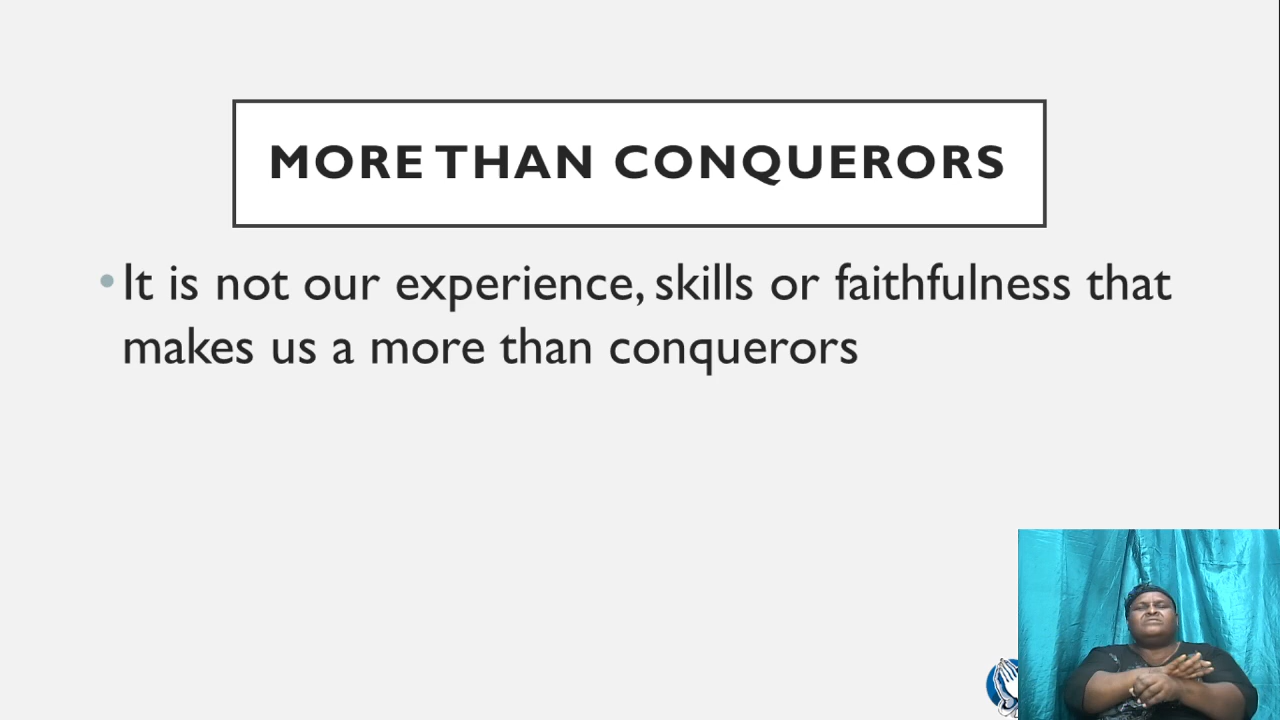 MORE THAN CONQUERORS
• It is not our experience, skills or faithfulness that
makes us a more than conquerors